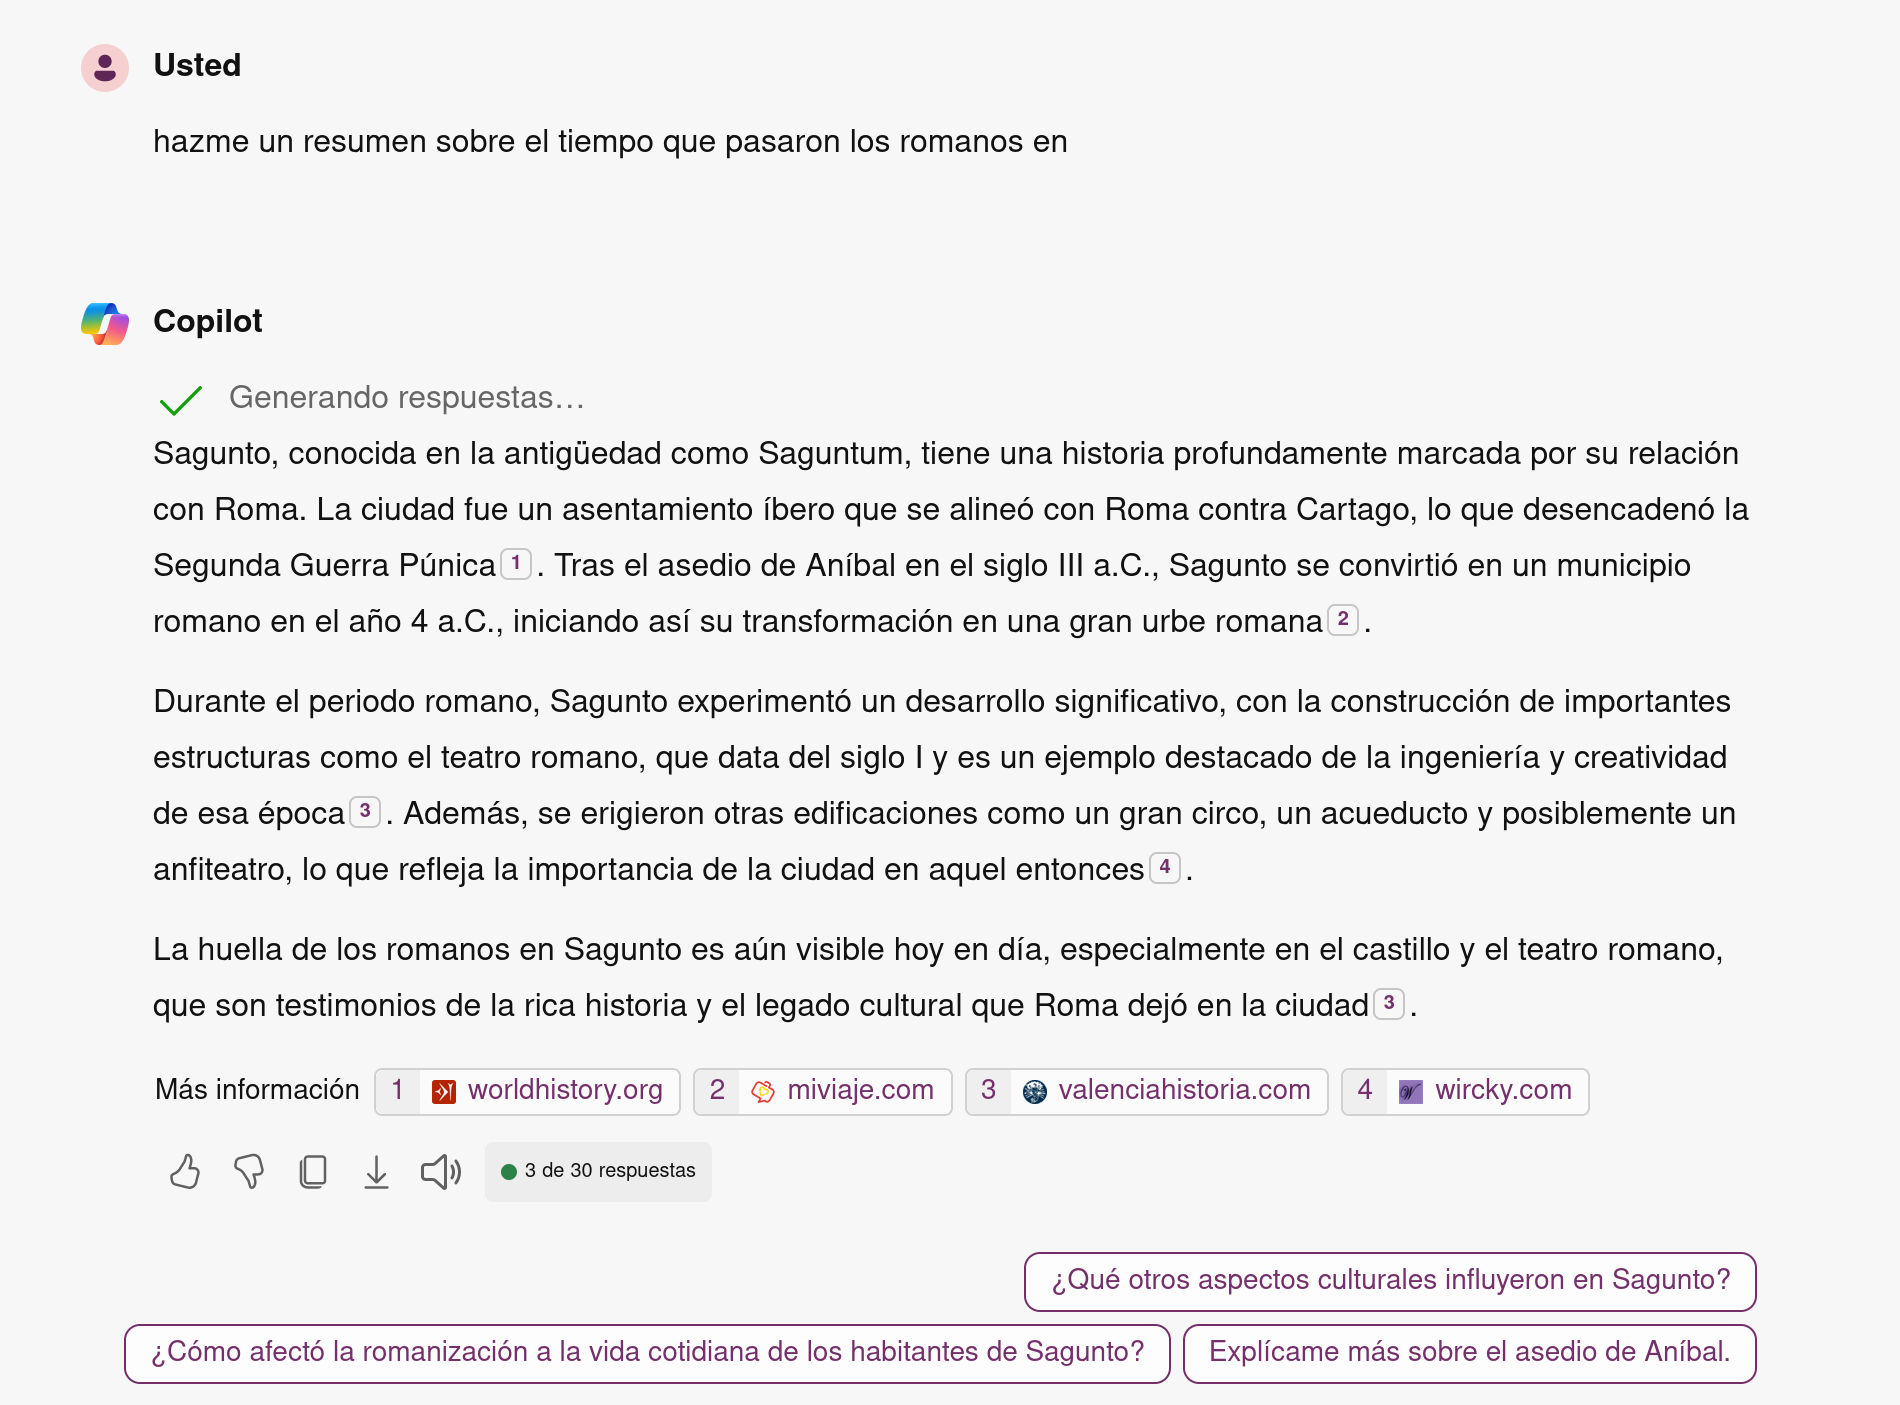 Usted
hazme un resumen sobre el tiempo que pasaron los romanos en
Copilot
Generando respuestas…
Sagunto, conocida en la antigüedad como Saguntum, tiene una historia profundamente marcada por su relación
con Roma. La ciudad fue un asentamiento íbero que se alineó con Roma contra Cartago, lo que desencadenó la
Segunda Guerra Púnica 1 . Tras el asedio de Aníbal en el siglo III a.C., Sagunto se convirtió en un municipio
romano en el año 4 a.C., iniciando así su transformación en una gran urbe romana 2 .
Durante el periodo romano, Sagunto experimentó un desarrollo significativo, con la construcción de importantes
estructuras como el teatro romano, que data del siglo I y es un ejemplo destacado de la ingeniería y creatividad
de esa época 3 . Además, se erigieron otras edificaciones como un gran circo, un acueducto y posiblemente un
anfiteatro, lo que refleja la importancia de la ciudad en aquel entonces 4 .
La huella de los romanos en Sagunto es aún visible hoy en día, especialmente en el castillo y el teatro romano,
que son testimonios de la rica historia y el legado cultural que Roma dejó en la ciudad 3 .
Más información 1 worldhistory.org 2 miviaje.com 3 valenciahistoria.com 4 W wircky.com
3 de 30 respuestas
¿Qué otros aspectos culturales influyeron en Sagunto?
¿Cómo afectó la romanización a la vida cotidiana de los habitantes de Sagunto? Explícame más sobre el asedio de Aníbal.